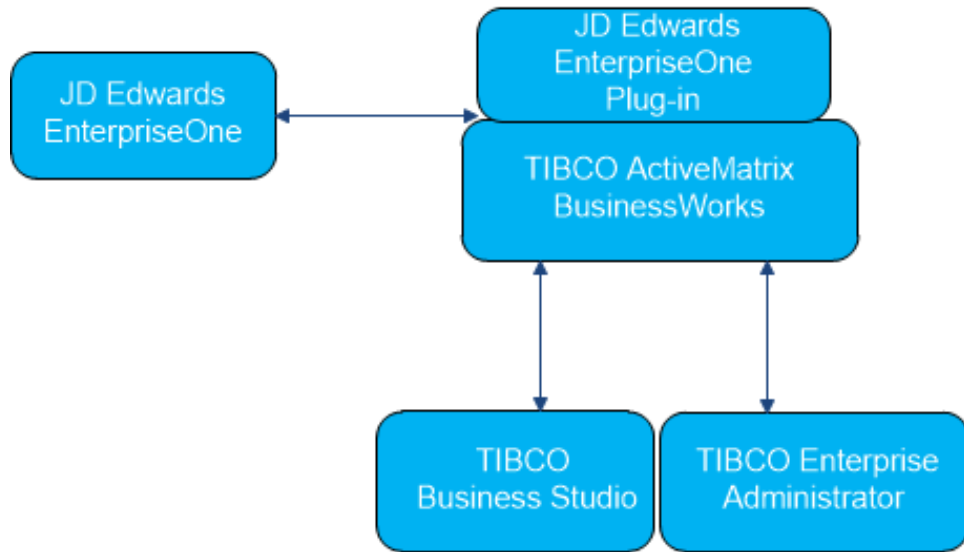 JD Edwards
EnterpriseOne
JD Edwards
EnterpriseOne
Plug-in
TIBCO ActiveMatrix
BusinessWorks
TIBCO
Business Studio
TIBCO Enterprise
Administrator